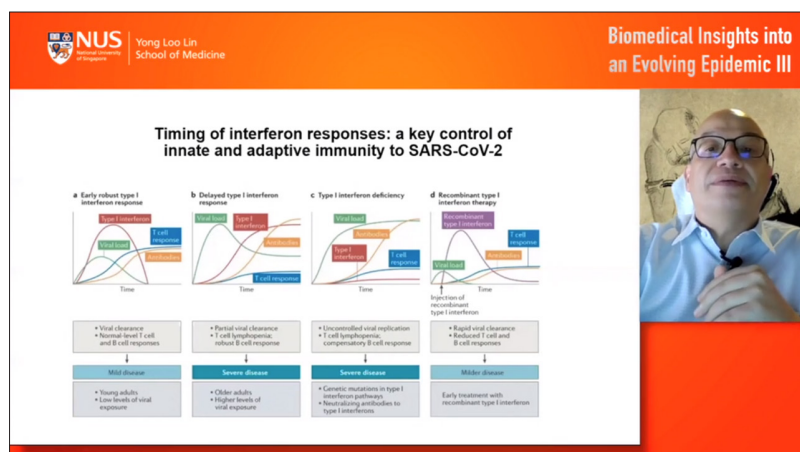 NUS
National University
of Singapore
Yong Loo Lin
School of Medicine
Biomedical Insights into
an Evolving Epidemic III
Timing of interferon responses: a key control of
innate and adaptive immunity to SARS-CoV-2
a Early robust type I
interferon response
Type I interferon
T cell
response
Viral load
Antibodies
Time
• Viral clearance
• Normal-level T cell
and B cell responses
Mild disease
• Young adults
• Low levels of viral
exposure
b Delayed type I interferon
response
Viral load
Type I
interferon
Antibodies
T cell response
Time
• Partial viral clearance
• T cell lymphopenia;
robust B cell response
Severe disease
• Older adults
• Higher levels of
viral exposure
c Type I interferon deficiency
Viral load
Antibodies
Type I
interferon
T cell
response
Time
• Uncontrolled viral replication
• T cell lymphopenia;
compensatory B cell response
Severe disease
• Genetic mutations in type I
interferon pathways
• Neutralizing antibodies to
type I interferons
d Recombinant type I
interferon therapy
Recombinant
type I interferon
T cell
response
Viral load
Antibodies
Time
Injection of
recombinant
type I interferon
• Rapid viral clearance
• Reduced T cell and
B cell responses
Milder disease
Early treatment with
recombinant type I interferon